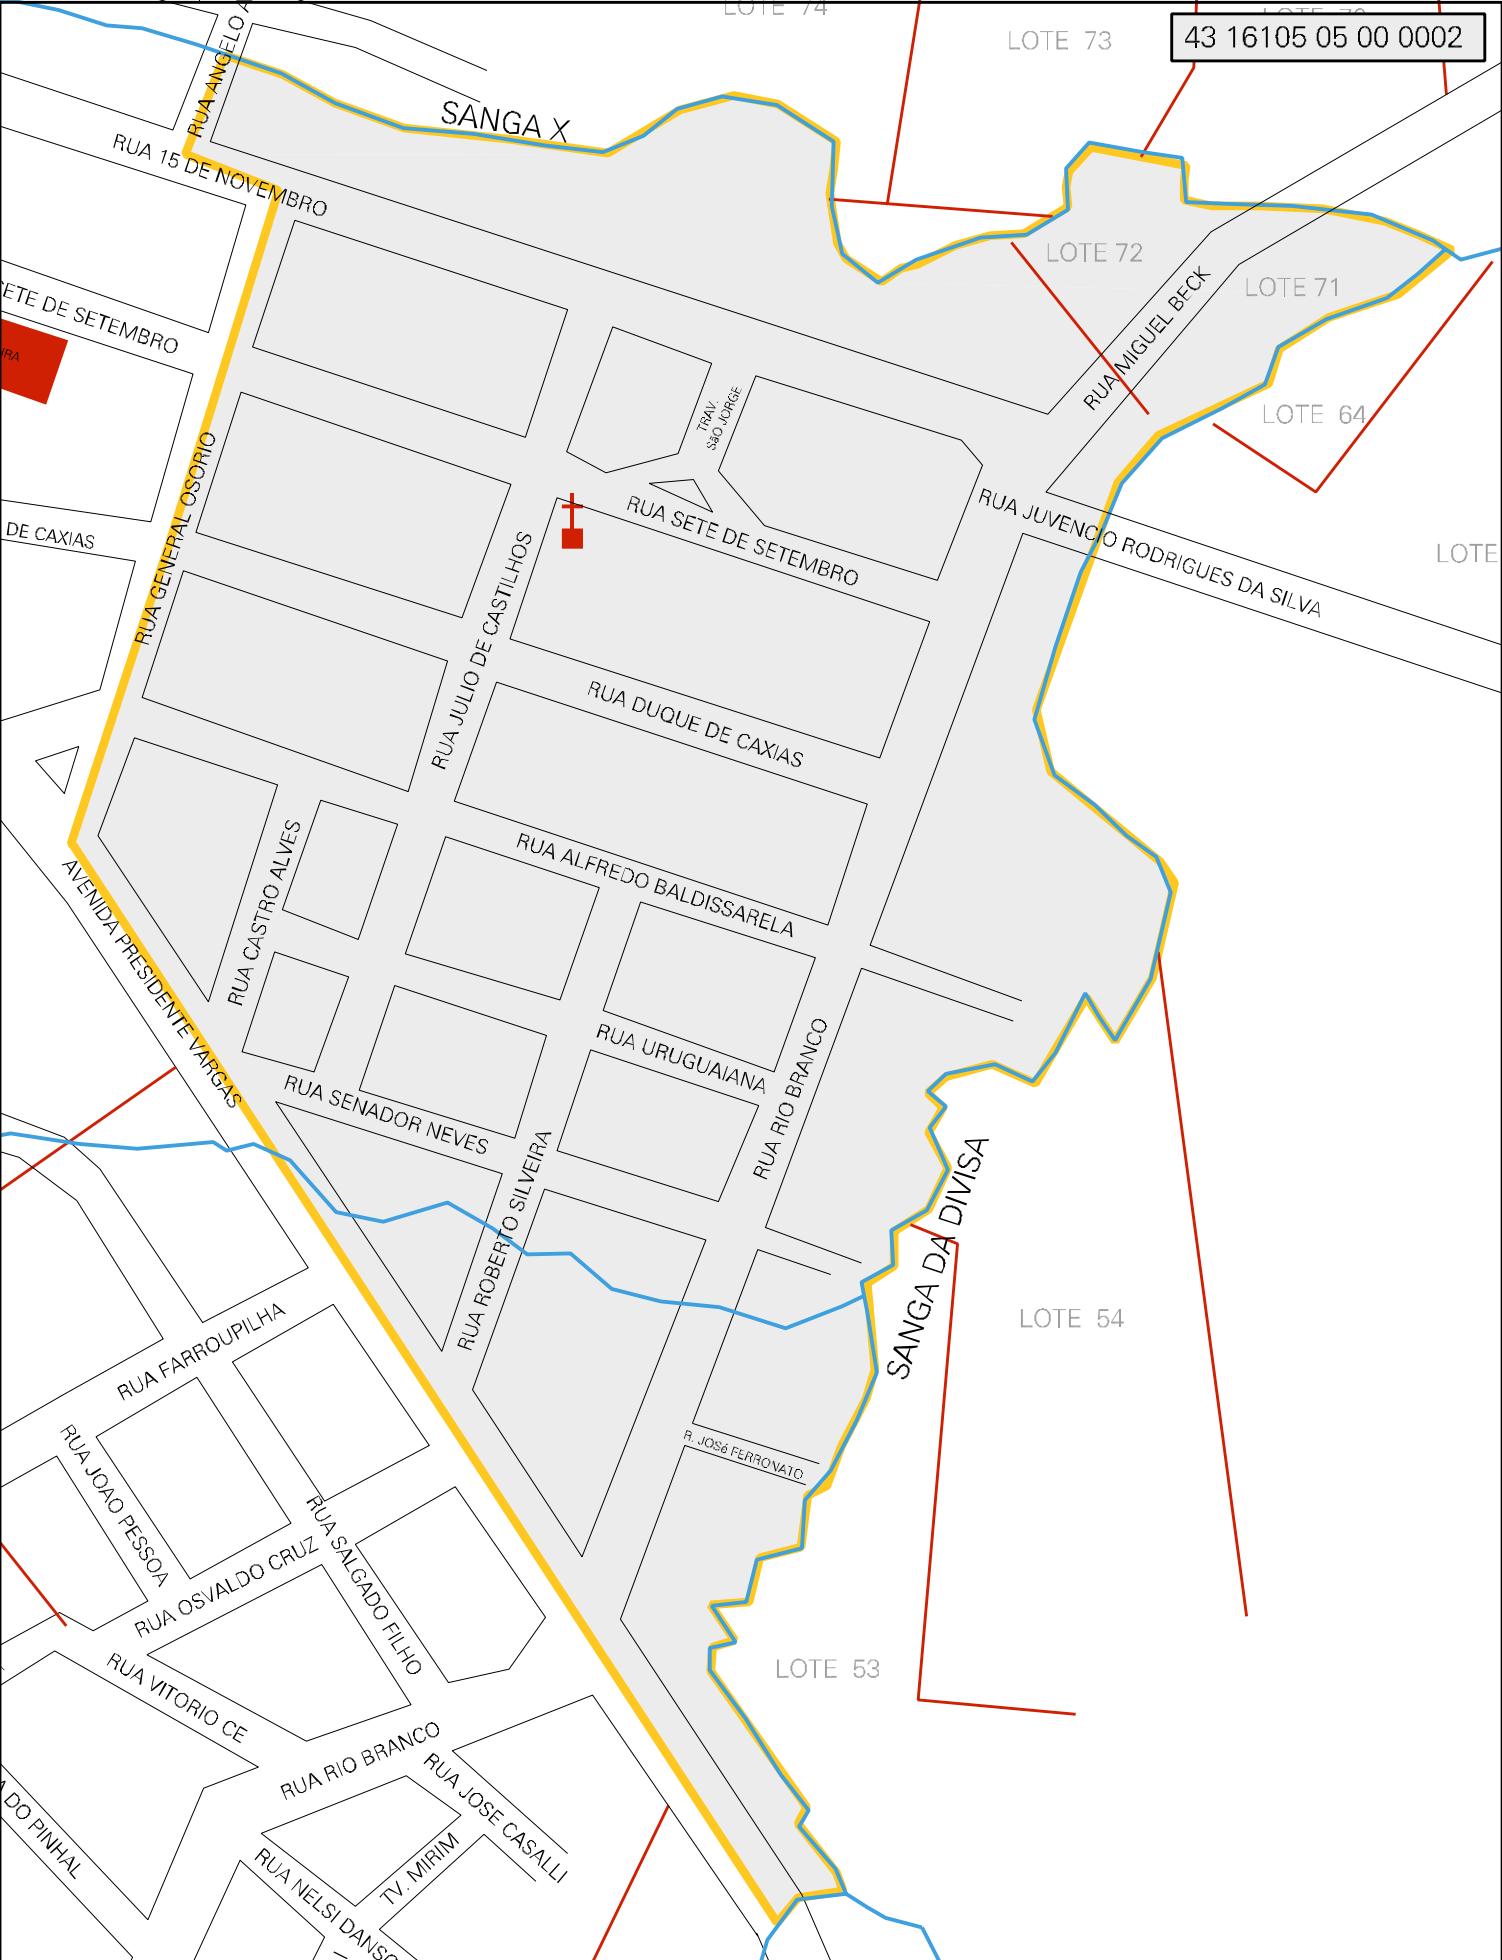 LOTE 74
LOTE 73
43 16105 05 00 0002
RUA ANGELO A
SANGA X
RUA 15 DE NOVEMBRO
LOTE 72
LOTE 71
RUA MIGUEL BECK
ETE DE SETEMBRO
TRAV.
SãO JORGE
LOTE 64
RUA GENERAL OSORIO
RUA SETE DE SETEMBRO
RUA JUVENCIO RODRIGUES DA SILVA
DE CAXIAS
LOTE
RUA JULIO DE CASTILHOS
RUA DUQUE DE CAXIAS
RUA ALFREDO BALDISSARELA
RUA CASTRO ALVES
AVENIDA PRESIDENTE VARGAS
RUA URUGUAIANA
RUA RIO BRANCO
RUA SENADOR NEVES
RUA ROBERTO SILVEIRA
SANGA DA DIVISA
LOTE 54
RUA FARROUPILHA
R. JOSé FERRONATO
RUA JOAO PESSOA
RUA SALGADO FILHO
RUA OSVALDO CRUZ
LOTE 53
RUA VITORIO CE
RUA RIO BRANCO
RUA JOSE CASALLI
A DO PINHAL
TV. MIRIM
RUA NELSI DANSO